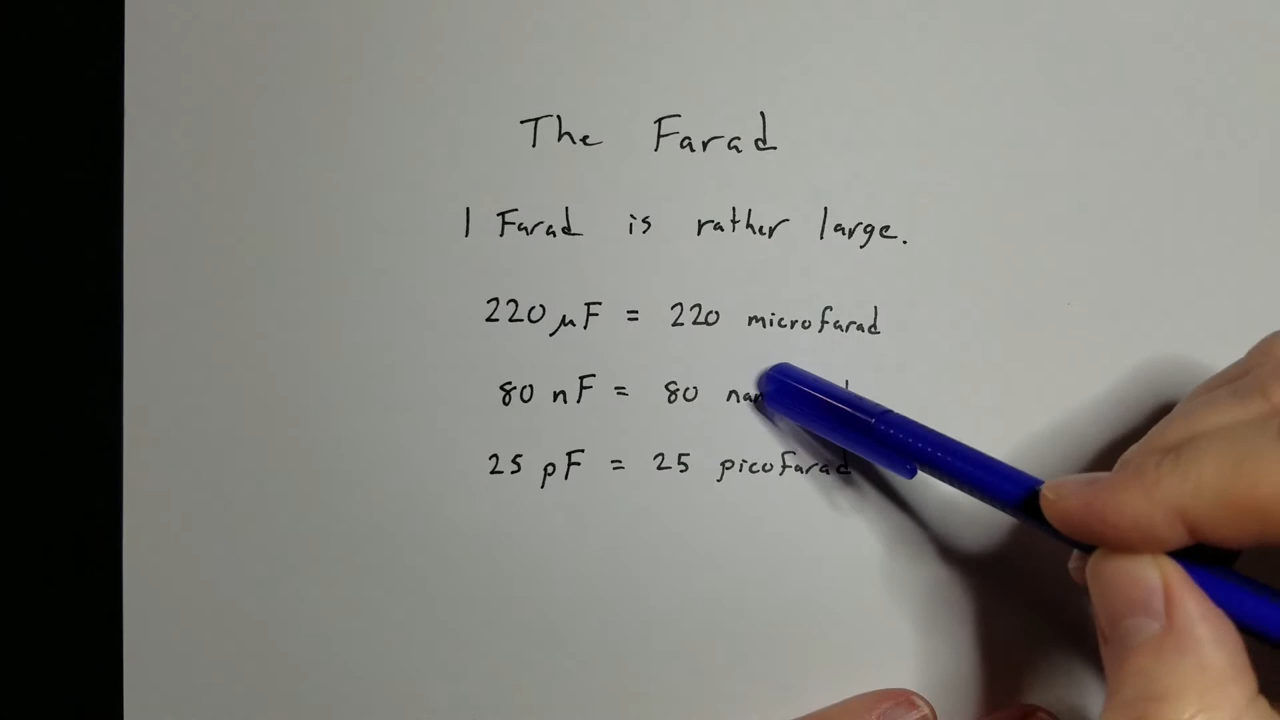 The Farad
1 Farad is rather large.
220 µF = 220 microfarad
80 nF = 80
25 pF = 25 picofarad